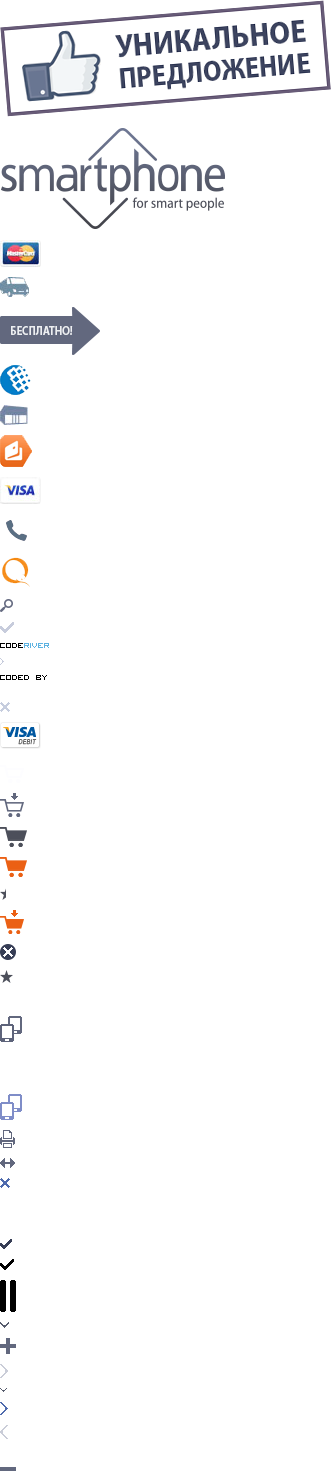 УНИКАЛЬНОЕ
ПРЕДЛОЖЕНИЕ
smartphone
for smart people
MasterCard
БЕСПЛАТНО!
VISA
CODERIVER
CODED BY
VISA
DEBIT